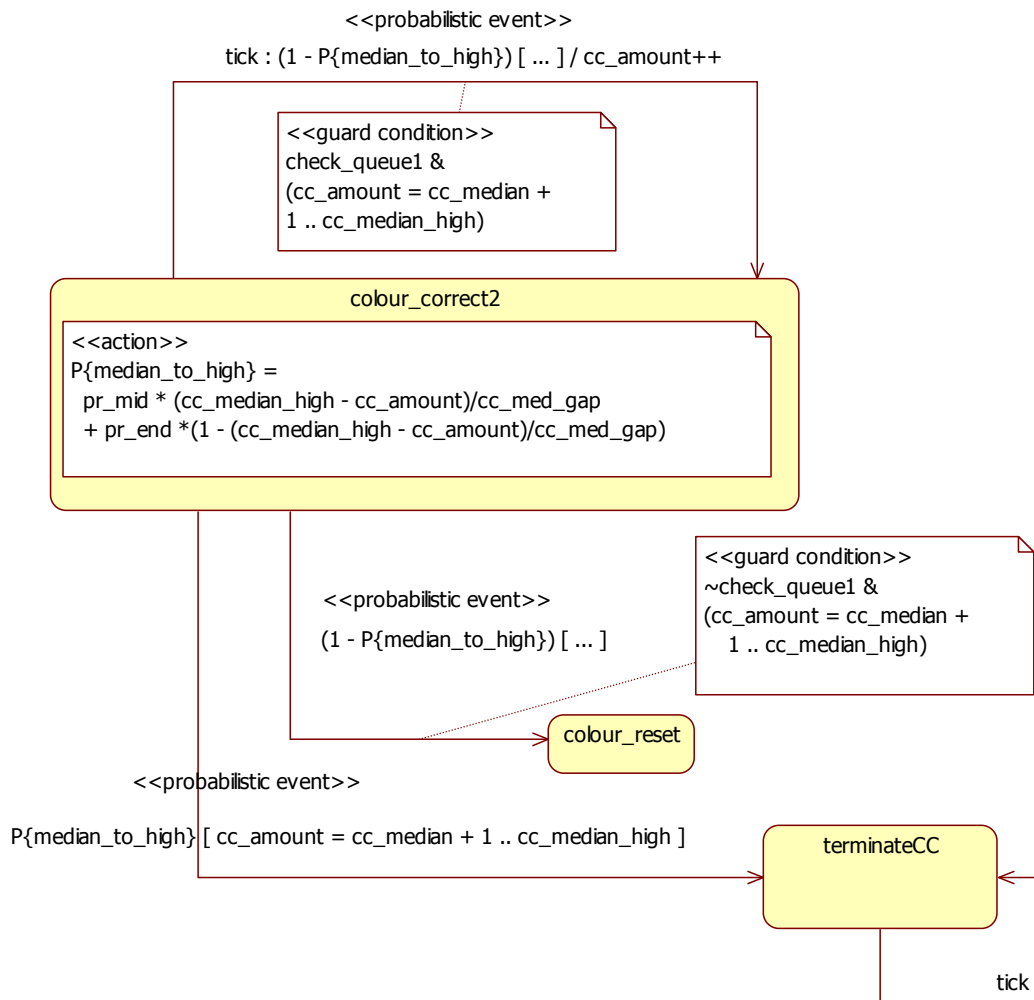 <<probabilistic event>>
tick : (1 - P{median_to_high}) [ ... ] / cc_amount++
<<guard condition>>
check_queue1 &
(cc_amount = cc_median +
1 .. cc_median_high)
colour_correct2
<<action>>
P{median_to_high} =
pr_mid * (cc_median_high - cc_amount)/cc_med_gap
+ pr_end *(1 - (cc_median_high - cc_amount)/cc_med_gap)
<<guard condition>>
~check_queue1 &
(cc_amount = cc_median +
1 .. cc_median_high)
<<probabilistic event>>
(1 - P{median_to_high}) [ ... ]
colour_reset
<<probabilistic event>>
P{median_to_high} [ cc_amount = cc_median + 1 .. cc_median_high ]
terminateCC
tick